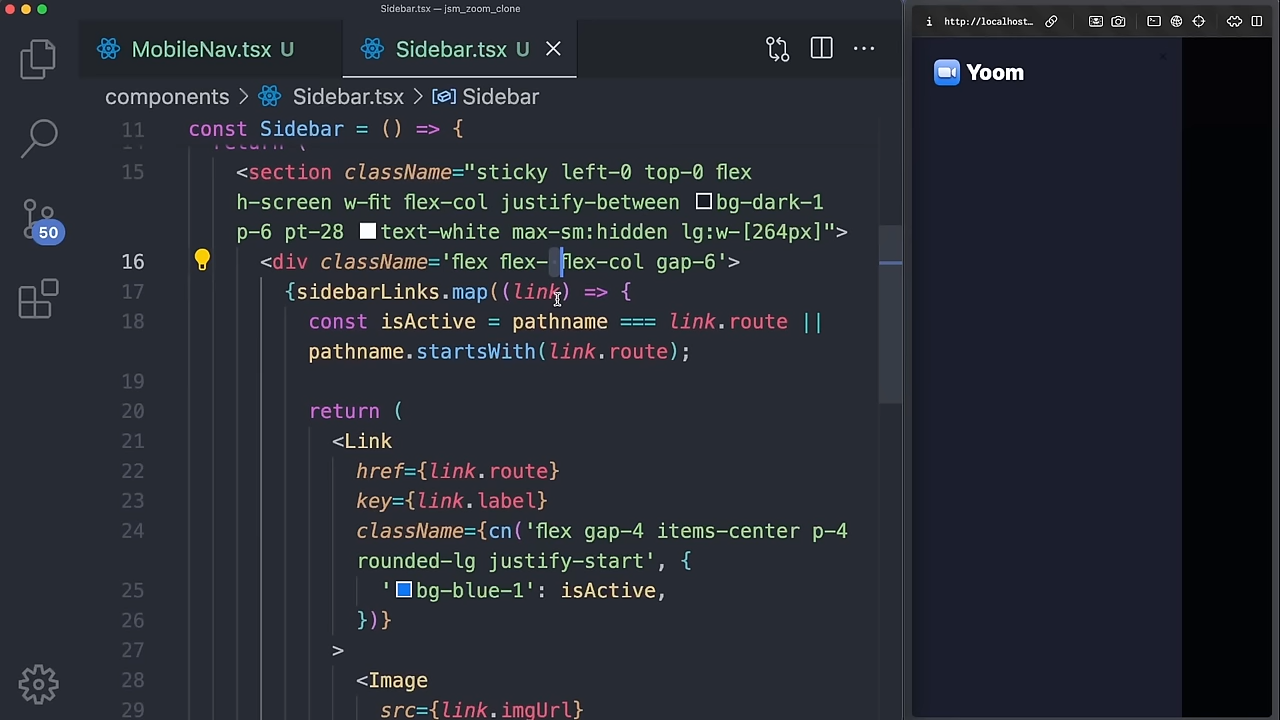 Sidebar.tsx — jsm_zoom_clone
MobileNav.tsx U
Sidebar.tsx U
http://localhost...
components > Sidebar.tsx > Sidebar
Yoom
50
11 const Sidebar = () => {
return (
15 <section className="sticky left-0 top-0 flex
h-screen w-fit flex-col justify-between bg-dark-1
p-6 pt-28 text-white max-sm:hidden lg:w-[264px]">
16 <div className='flex flex- flex-col gap-6'>
17 {sidebarLinks.map((link) => {
18 const isActive = pathname === link.route ||
pathname.startsWith(link.route);
19
20 return (
21 <Link
22 href={link.route}
23 key={link.label}
24 className={cn('flex gap-4 items-center p-4
rounded-lg justify-start', {
25 'bg-blue-1': isActive,
26 })}
27 >
28 <Image
29 src={link.imgUrl}